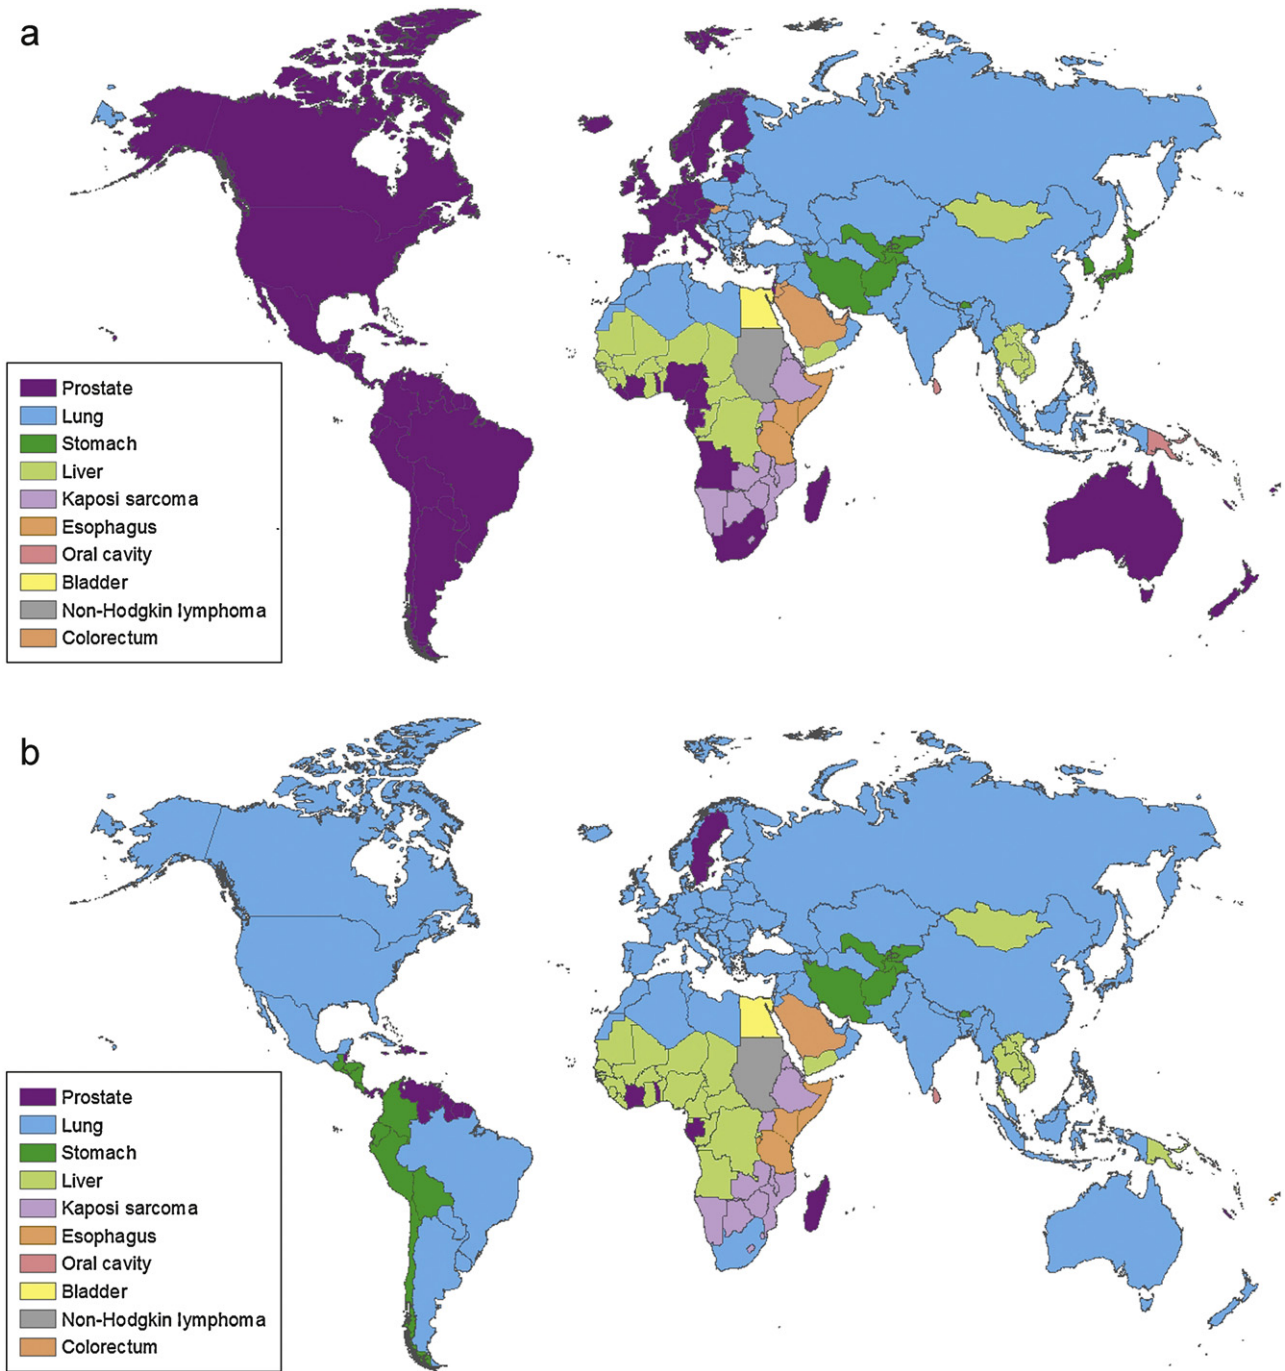 a
Prostate
Lung
Stomach
Liver
Kaposi sarcoma
Esophagus
Oral cavity
Bladder
Non-Hodgkin lymphoma
Colorectum
b
Prostate
Lung
Stomach
Liver
Kaposi sarcoma
Esophagus
Oral cavity
Bladder
Non-Hodgkin lymphoma
Colorectum